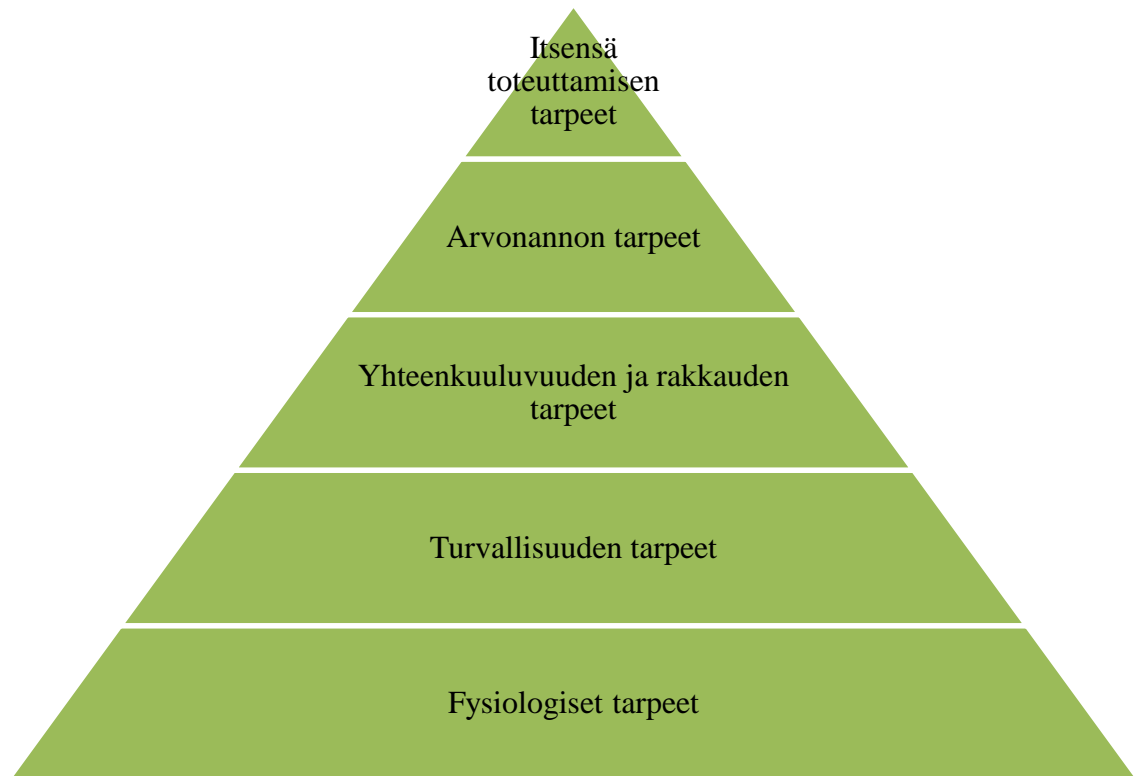 Itsensä
toteuttamisen
tarpeet
Arvonannon tarpeet
Yhteenkuuluvuuden ja rakkauden
tarpeet
Turvallisuuden tarpeet
Fysiologiset tarpeet